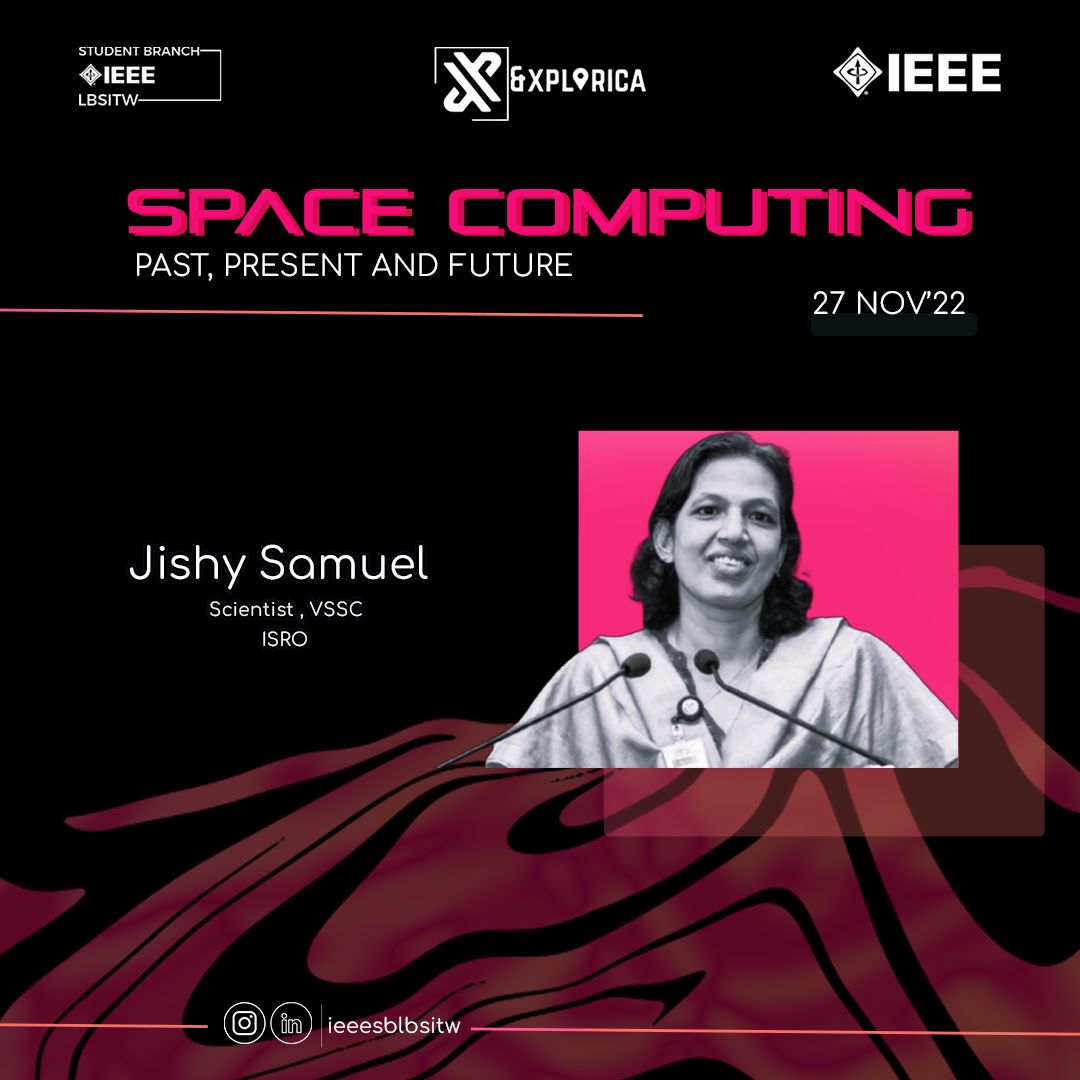 STUDENT BRANCH
IEEE
LBSITW
&XPLORICA
IEEE
SPACE COMPUTING
PAST, PRESENT AND FUTURE
27 NOV'22
Jishy Samuel
Scientist , VSSC
ISRO
in
ieeesblbsitw